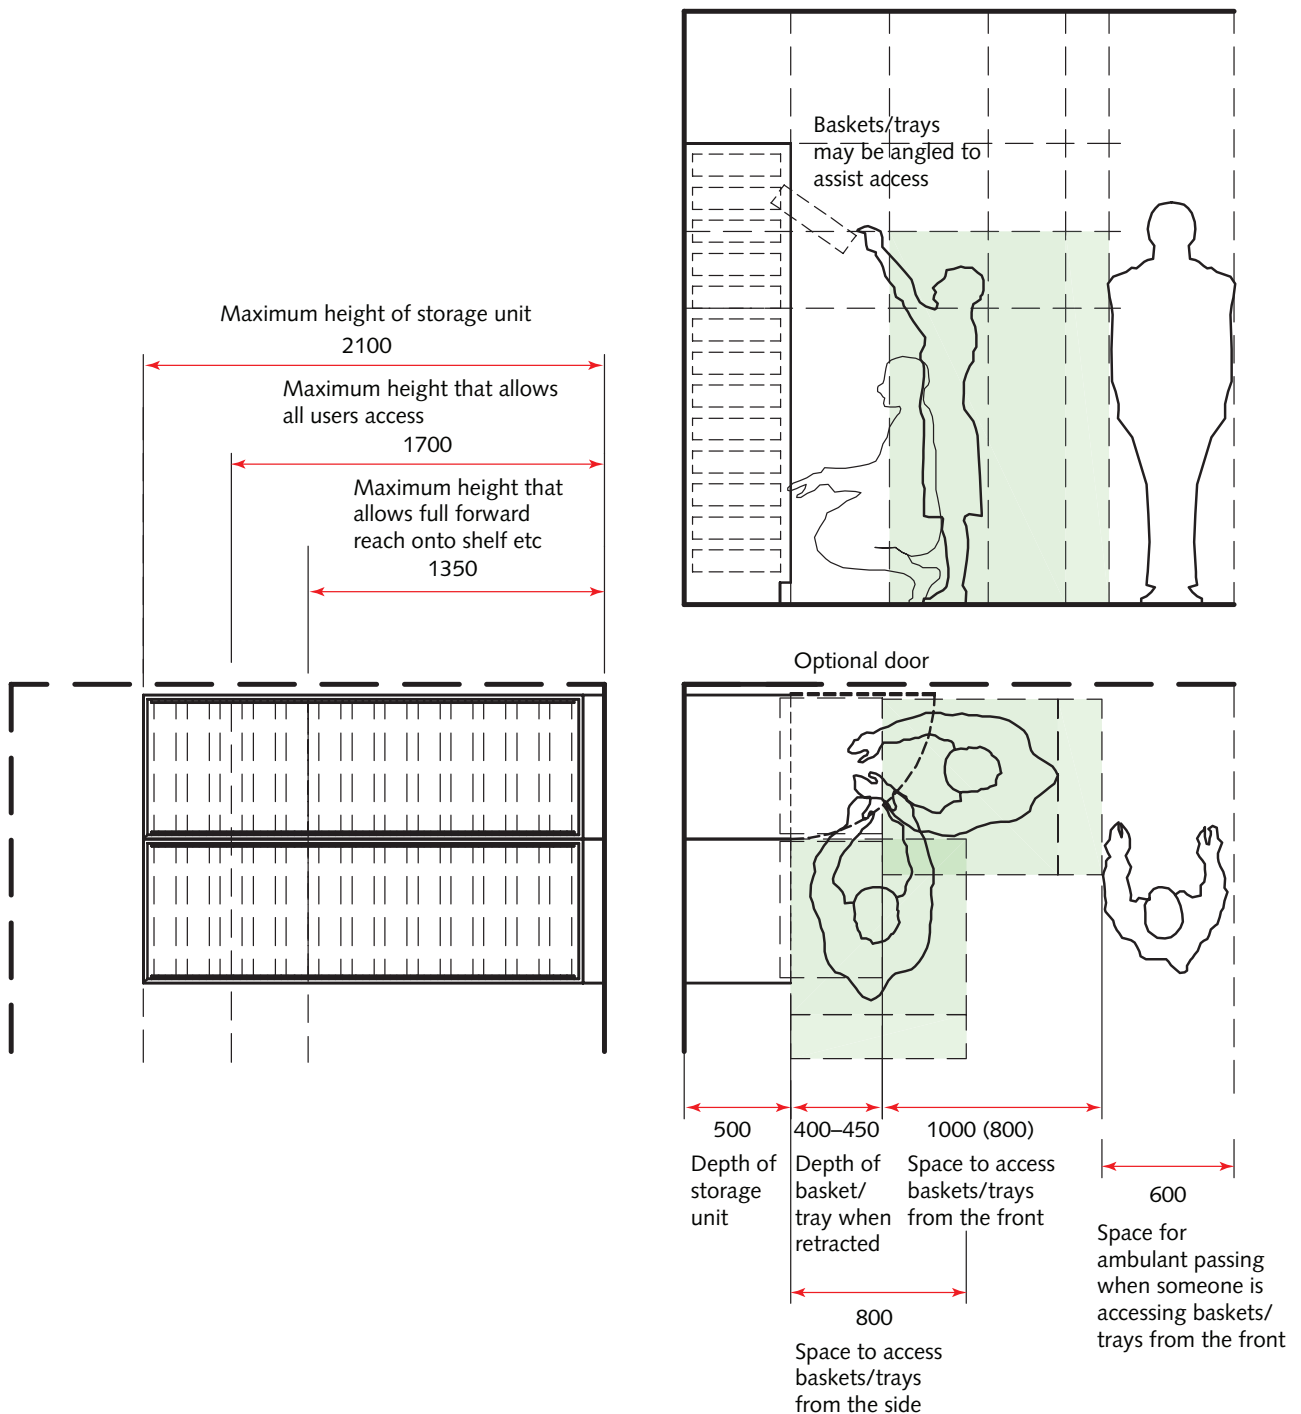 Baskets/trays
may be angled to
assist access
Maximum height of storage unit
2100
Maximum height that allows
all users access
1700
Maximum height that
allows full forward
reach onto shelf etc
1350
Optional door
500
Depth of
storage
unit
400–450
Depth of
basket/
tray when
retracted
1000 (800)
Space to access
baskets/trays
from the front
600
Space for
ambulant passing
when someone is
accessing baskets/
trays from the front
800
Space to access
baskets/trays
from the side